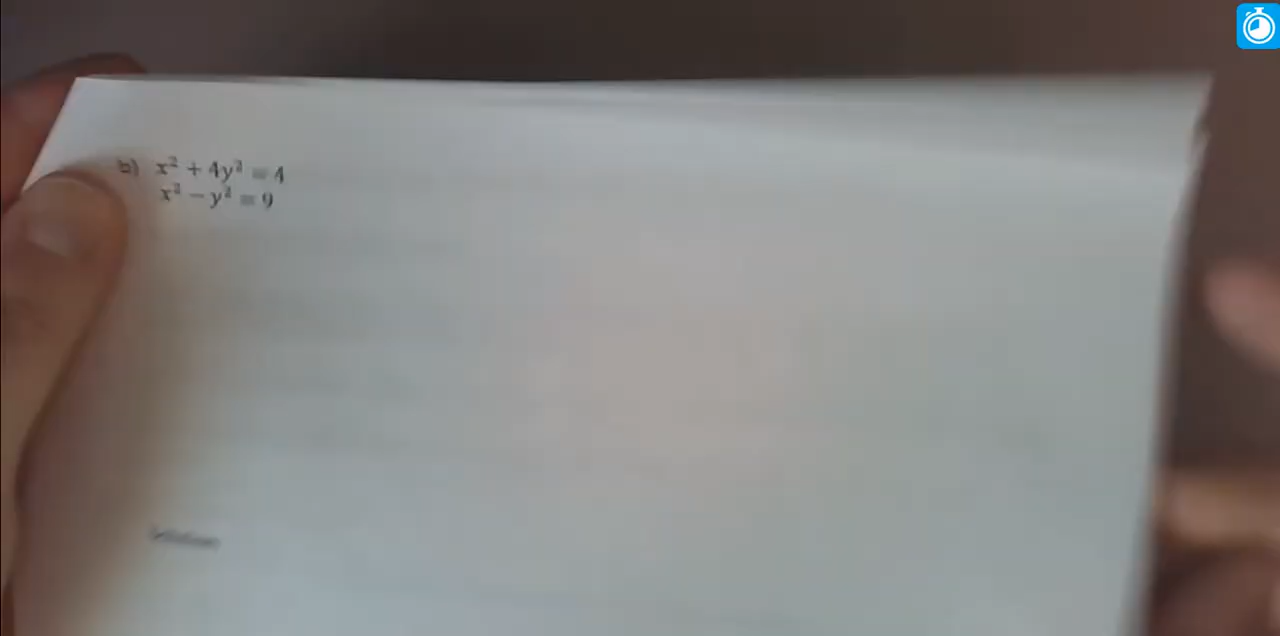 b) x² + 4y² = 4
x² − y² = 9